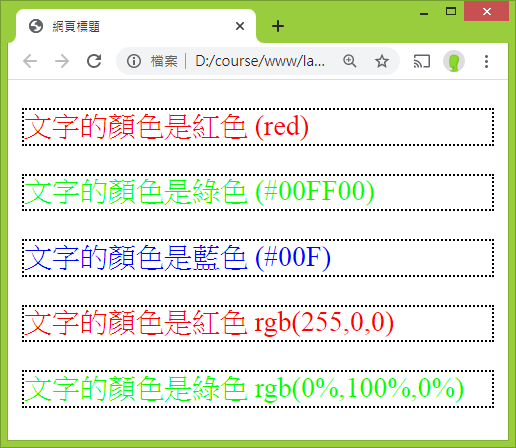 網頁標題
檔案 | D:/course/www/la...
文字的顏色是紅色 (red)
文字的顏色是綠色 (#00FF00)
文字的顏色是藍色 (#00F)
文字的顏色是紅色 rgb(255,0,0)
文字的顏色是綠色 rgb(0%,100%,0%)